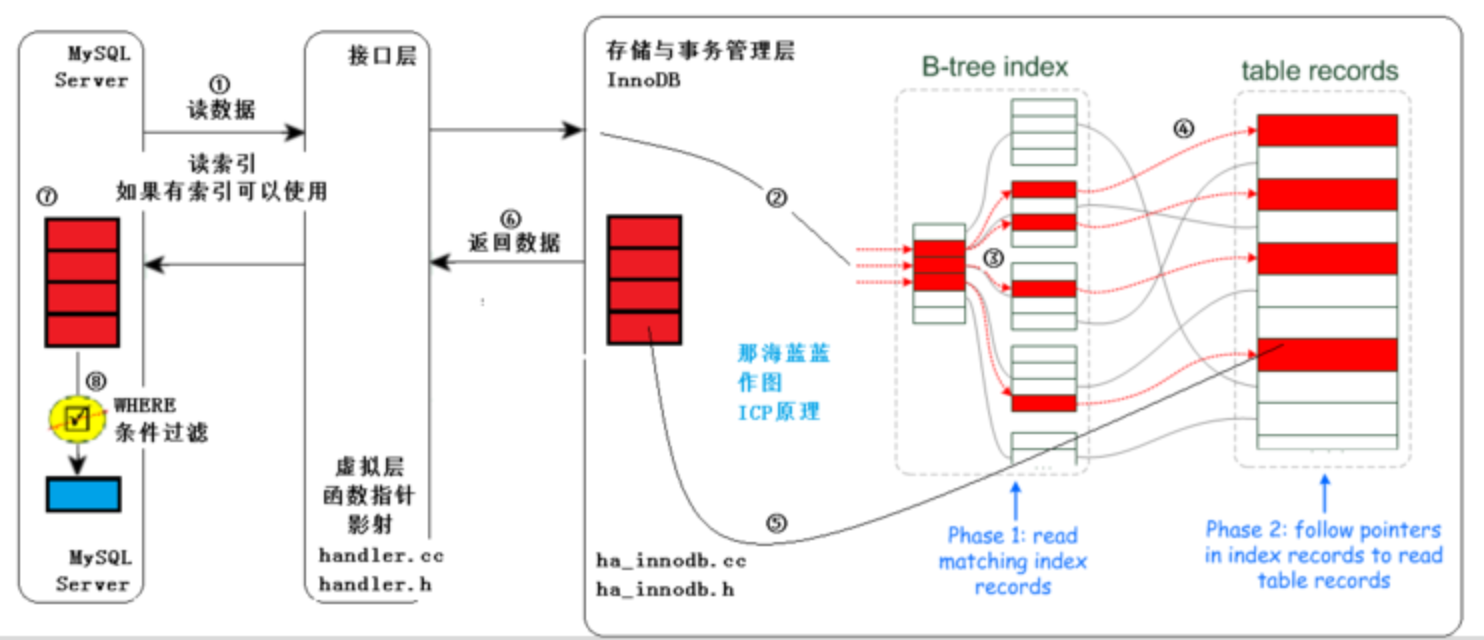 MySQL
Server
①
读数据
读索引
如果有索引可以使用
⑦
⑧
WHERE
条件过滤
MySQL
Server
接口层
⑥
返回数据
虚拟层
函数指针
影射
handler.cc
handler.h
存储与事务管理层
InnoDB
②
③
④
⑤
那海蓝蓝
作图
ICP原理
ha_innodb.cc
ha_innodb.h
B-tree index
table records
...
...
Phase 1: read
matching index
records
Phase 2: follow pointers
in index records to read
table records